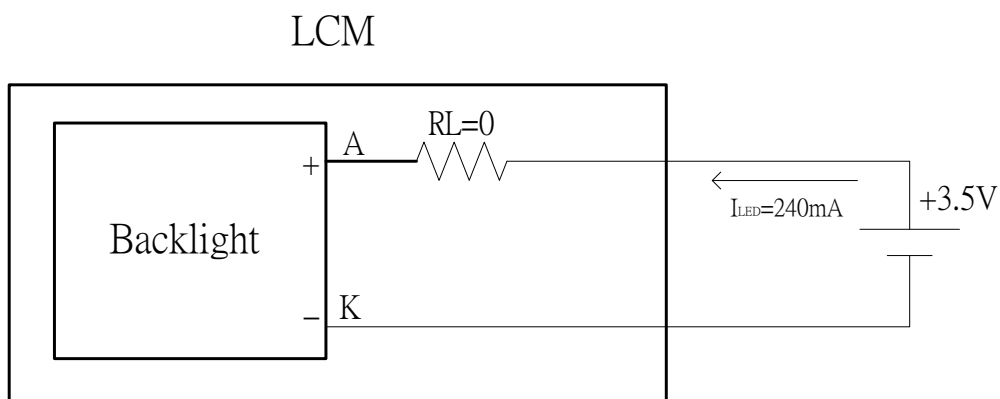 LCM
RL=0
A
+
+3.5V
ILED=240mA
Backlight
K
−